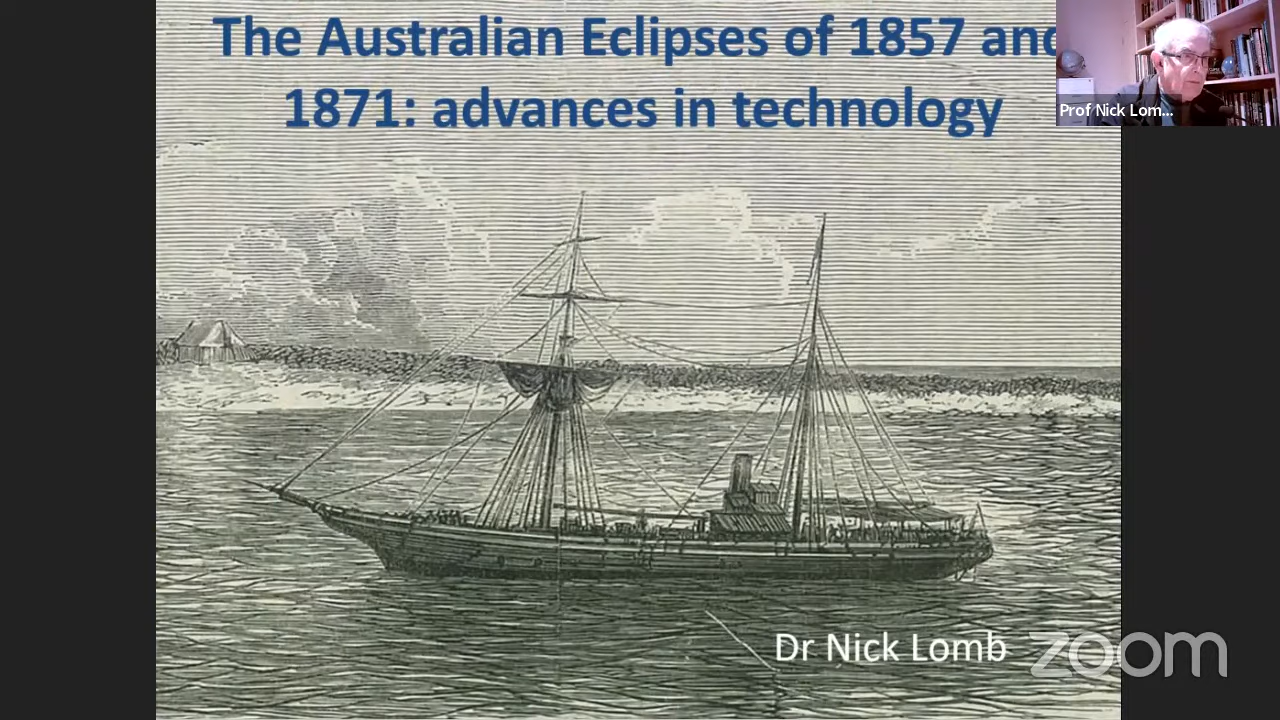 The Australian Eclipses of 1857 and
1871: advances in technology
Prof Nick Lom...
Dr Nick Lomb
zoom